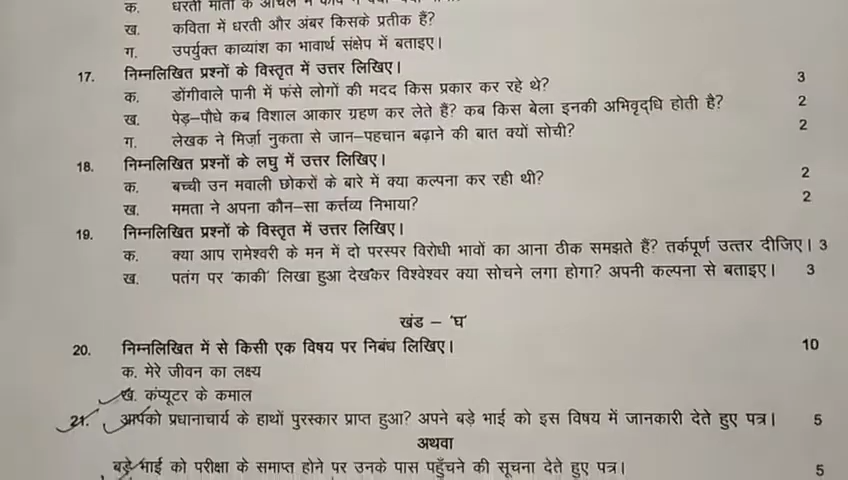 क. धरती माता के आँचल में
ख. कविता में धरती और अंबर किसके प्रतीक हैं?
ग. उपर्युक्त काव्यांश का भावार्थ संक्षेप में बताइए।
17. निम्नलिखित प्रश्नों के विस्तृत में उत्तर लिखिए।
क. डोंगीवाले पानी में फंसे लोगों की मदद किस प्रकार कर रहे थे? 3
ख. पेड़–पौधे कब विशाल आकार ग्रहण कर लेते हैं? कब किस बेला इनकी अभिवृद्धि होती है? 2
ग. लेखक ने मिर्ज़ा नुकता से जान–पहचान बढ़ाने की बात क्यों सोची? 2
18. निम्नलिखित प्रश्नों के लघु में उत्तर लिखिए।
क. बच्ची उन मवाली छोकरों के बारे में क्या कल्पना कर रही थी? 2
ख. ममता ने अपना कौन–सा कर्त्तव्य निभाया? 2
19. निम्नलिखित प्रश्नों के विस्तृत में उत्तर लिखिए।
क. क्या आप रामेश्वरी के मन में दो परस्पर विरोधी भावों का आना ठीक समझते हैं? तर्कपूर्ण उत्तर दीजिए। 3
ख. पतंग पर 'काकी' लिखा हुआ देखकर विश्वेश्वर क्या सोचने लगा होगा? अपनी कल्पना से बताइए। 3
खंड – 'घ'
20. निम्नलिखित में से किसी एक विषय पर निबंध लिखिए। 10
क. मेरे जीवन का लक्ष्य
ख. कंप्यूटर के कमाल
21. आपको प्रधानाचार्य के हाथों पुरस्कार प्राप्त हुआ? अपने बड़े भाई को इस विषय में जानकारी देते हुए पत्र। 5
अथवा
बड़े भाई को परीक्षा के समाप्त होने पर उनके पास पहुँचने की सूचना देते हुए पत्र। 5